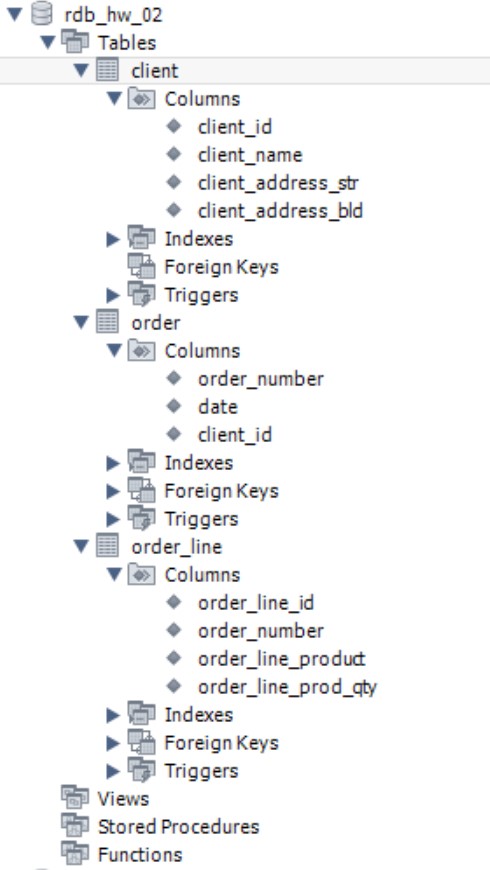 rdb_hw_02
Tables
client
Columns
client_id
client_name
client_address_str
client_address_bld
Indexes
Foreign Keys
Triggers
order
Columns
order_number
date
client_id
Indexes
Foreign Keys
Triggers
order_line
Columns
order_line_id
order_number
order_line_product
order_line_prod_qty
Indexes
Foreign Keys
Triggers
Views
Stored Procedures
Functions